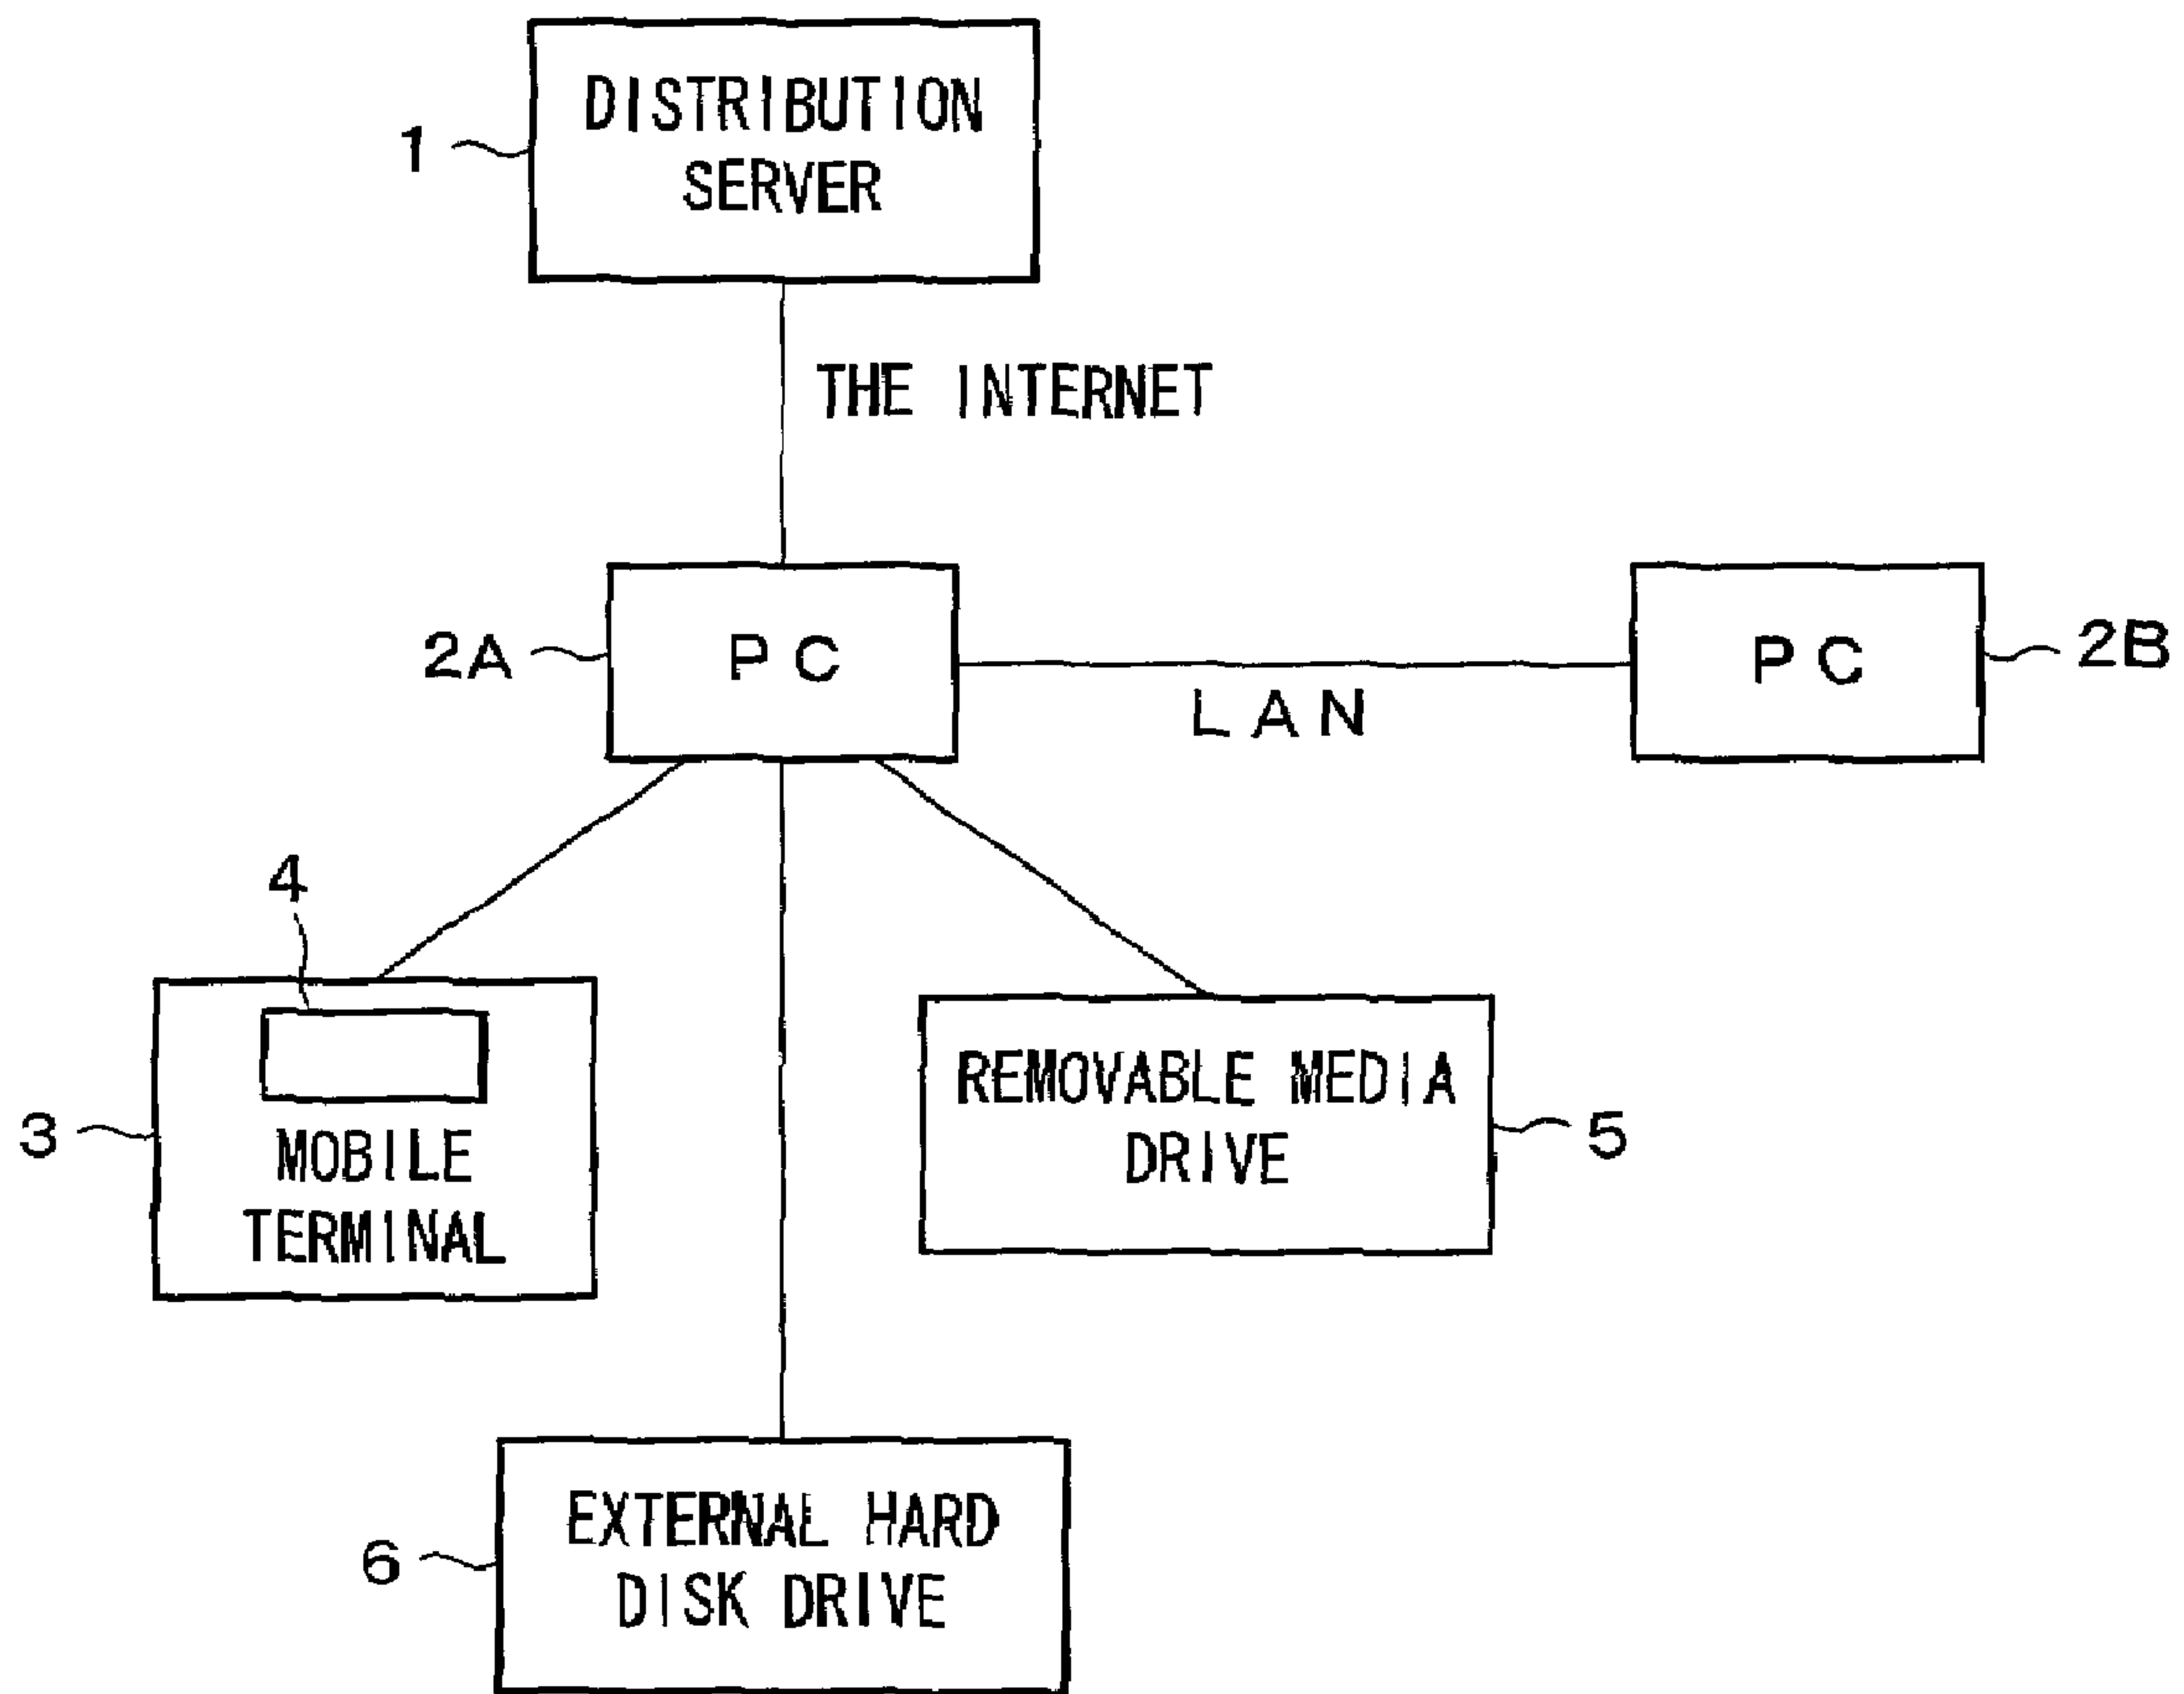 DISTRIBUTION
SERVER
1
THE INTERNET
2A
PC
LAN
PC
2B
4
3
MOBILE
TERMINAL
REMOVABLE MEDIA
DRIVE
5
6
EXTERNAL HARD
DISK DRIVE